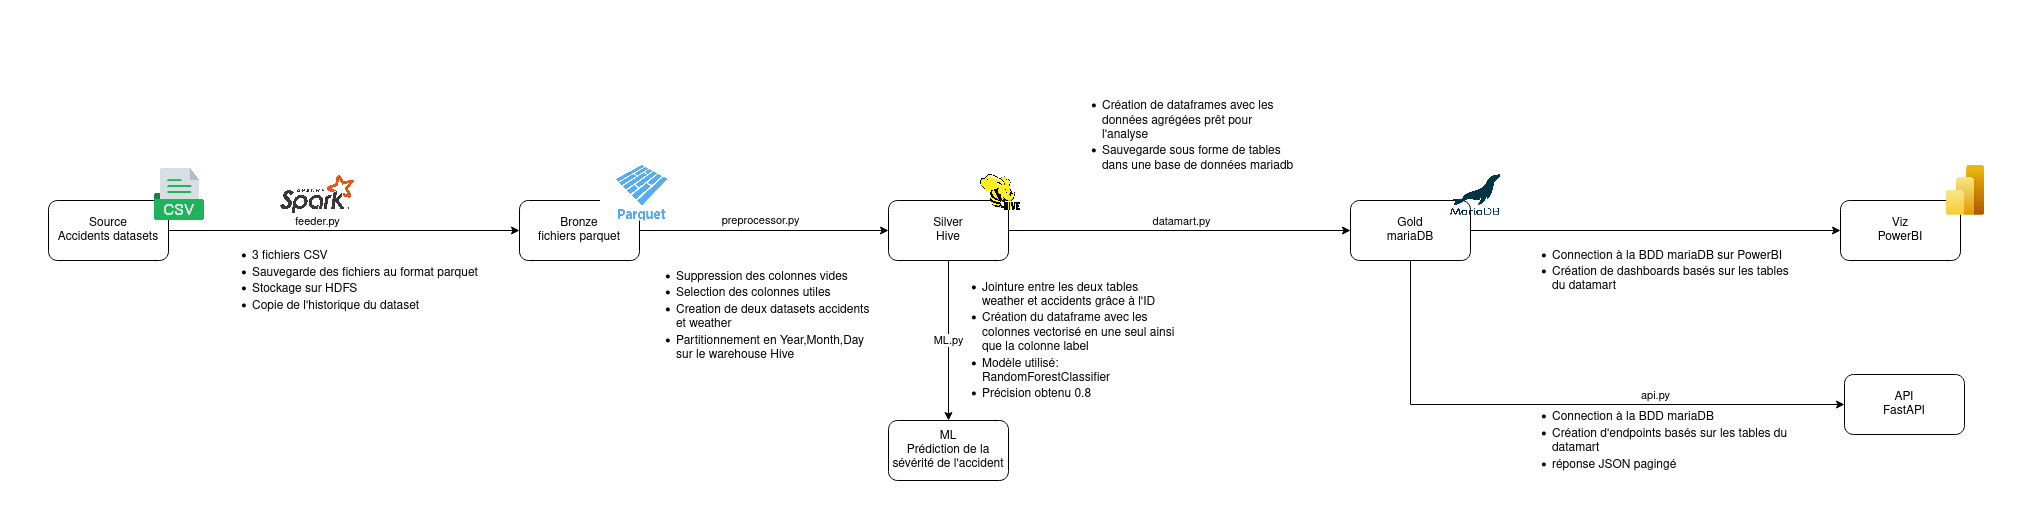 Source
Accidents datasets
CSV
APACHE
Spark
feeder.py
• 3 fichiers CSV
• Sauvegarde des fichiers au format parquet
• Stockage sur HDFS
• Copie de l'historique du dataset
Bronze
fichiers parquet
Parquet
preprocessor.py
• Suppression des colonnes vides
• Selection des colonnes utiles
• Creation de deux datasets accidents
et weather
• Partitionnement en Year,Month,Day
sur le warehouse Hive
Silver
Hive
HIVE
ML.py
• Jointure entre les deux tables
weather et accidents grâce à l'ID
• Création du dataframe avec les
colonnes vectorisé en une seul ainsi
que la colonne label
• Modèle utilisé:
RandomForestClassifier
• Précision obtenu 0.8
ML
Prédiction de la
sévérité de l'accident
• Création de dataframes avec les
données agrégées prêt pour
l'analyse
• Sauvegarde sous forme de tables
dans une base de données mariadb
datamart.py
Gold
mariaDB
MariaDB
• Connection à la BDD mariaDB sur PowerBI
• Création de dashboards basés sur les tables
du datamart
Viz
PowerBI
api.py
• Connection à la BDD mariaDB
• Création d'endpoints basés sur les tables du
datamart
• réponse JSON pagingé
API
FastAPI